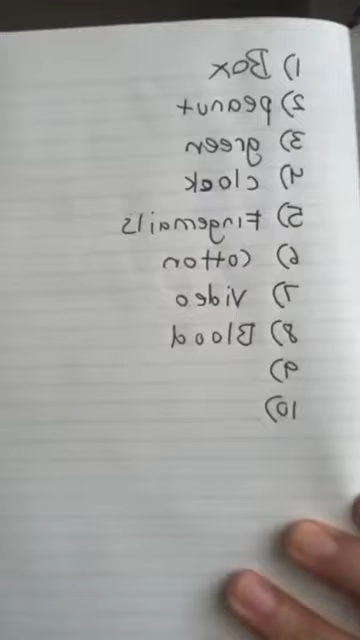 1) Box
2) peanut
3) green
4) clock
5) Fingernails
6) cotton
7) video
8) Blood
9)
10)